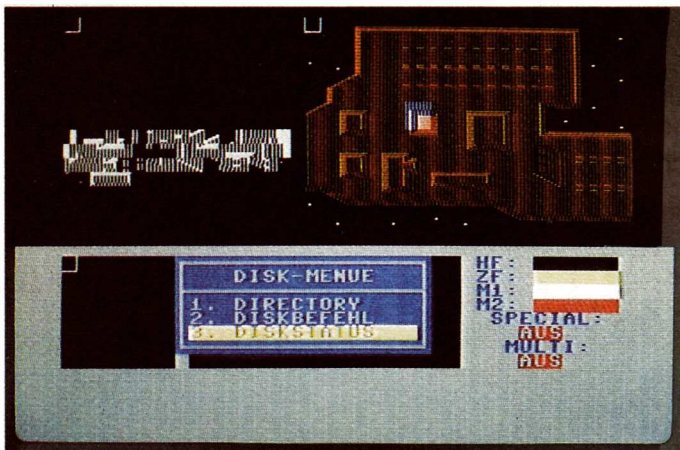 DISK-MENUE
1. DIRECTORY
2. DISKBEFEHL
3. DISKSTATUS
HF:
ZF:
M1:
M2:
SPECIAL:
AUS
MULTI:
AUS